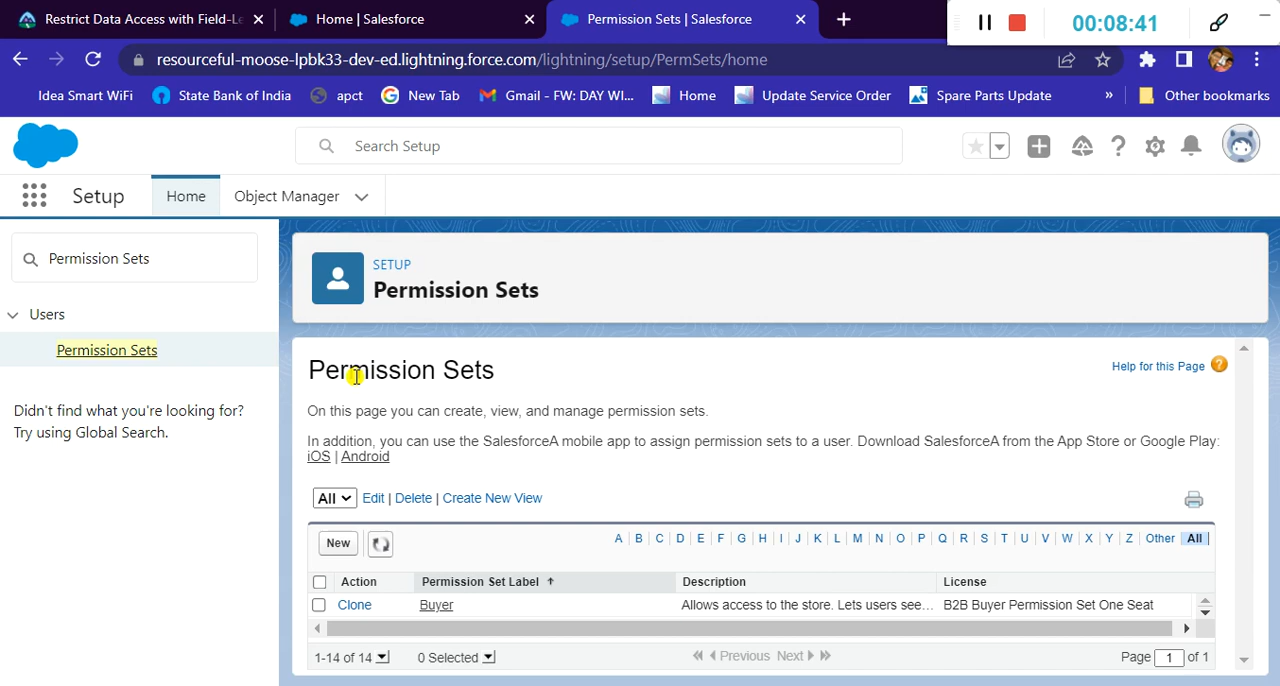 Restrict Data Access with Field-Le
Home | Salesforce
Permission Sets | Salesforce
00:08:41
resourceful-moose-lpbk33-dev-ed.lightning.force.com/lightning/setup/PermSets/home
Idea Smart WiFi
State Bank of India
apct
New Tab
Gmail - FW: DAY WI...
Home
Update Service Order
Spare Parts Update
»
Other bookmarks
Search Setup
Setup
Home
Object Manager
Permission Sets
Users
Permission Sets
Didn't find what you're looking for?
Try using Global Search.
SETUP
Permission Sets
Permission Sets
Help for this Page
On this page you can create, view, and manage permission sets.
In addition, you can use the SalesforceA mobile app to assign permission sets to a user. Download SalesforceA from the App Store or Google Play:
iOS | Android
All Edit | Delete | Create New View
New
A | B | C | D | E | F | G | H | I | J | K | L | M | N | O | P | Q | R | S | T | U | V | W | X | Y | Z | Other | All
Action Permission Set Label ↑ Description License
Clone Buyer Allows access to the store. Lets users see... B2B Buyer Permission Set One Seat
1-14 of 14 0 Selected Previous Next Page 1 of 1